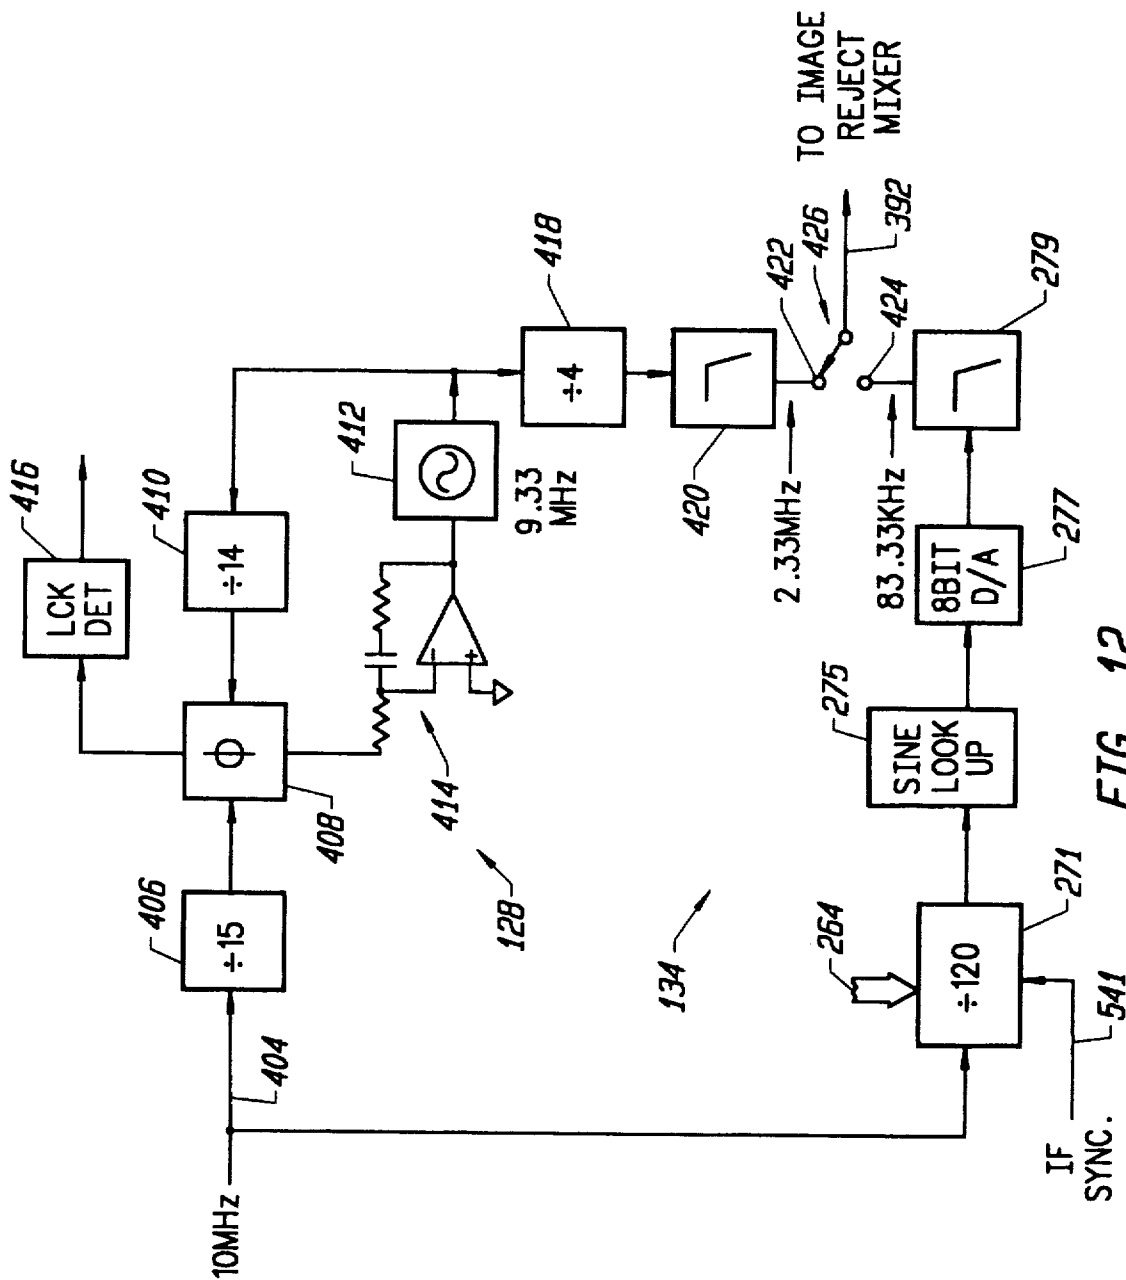 416
LCK
DET
410
÷14
406
÷15
ϕ
408
404
10MHz
412
9.33
MHz
414
128
418
÷4
420
2.33MHz
422
426
TO IMAGE
REJECT
MIXER
392
424
83.33KHz
279
134
264
÷120
271
SINE
LOOK
UP
275
8BIT
D/A
277
IF
SYNC.
541
FIG. 12